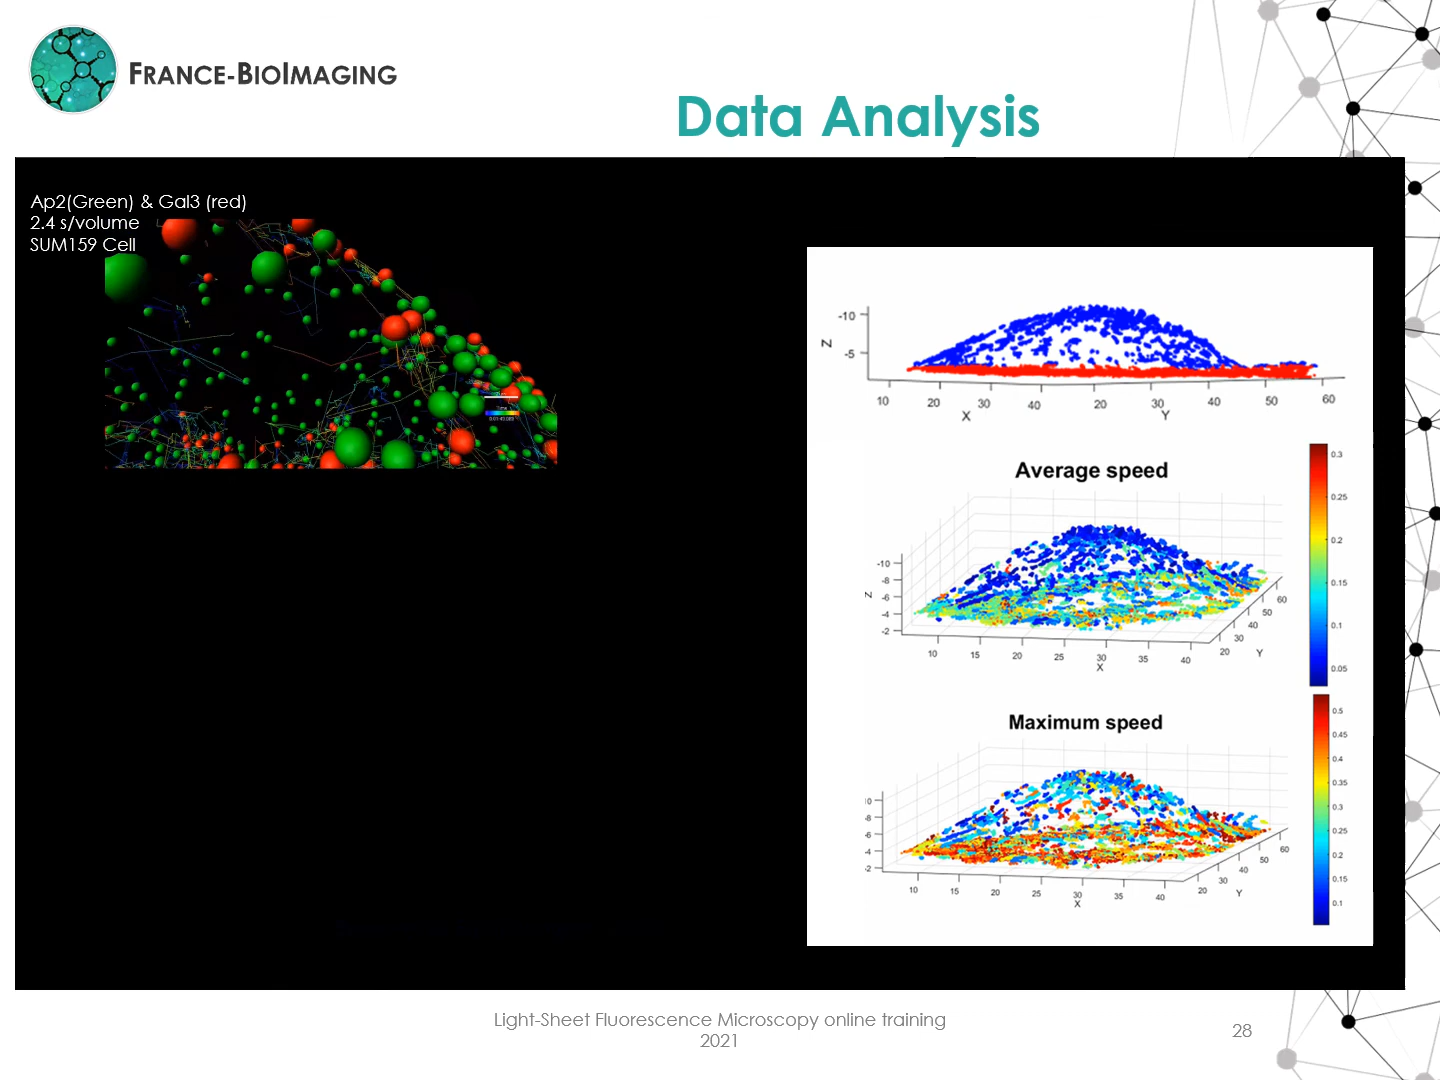 FRANCE-BIOIMAGING
Data Analysis
Ap2(Green) & Gal3 (red)
2.4 s/volume
SUM159 Cell
-10
-5
Z
10 20 30 40 20 40 50 60
X Y
Average speed
-10
-8
-6
-4
-2
Z
10 15 20 25 30 35 40
X
20 30 40 50 60
Y
0.3
0.25
0.2
0.15
0.1
0.05
Maximum speed
-8
-6
-4
-2
10 15 20 25 30 35 40
X
20 30 40 50 60
Y
0.5
0.45
0.4
0.35
0.3
0.25
0.2
0.15
0.1
Light-Sheet Fluorescence Microscopy online training
2021
28